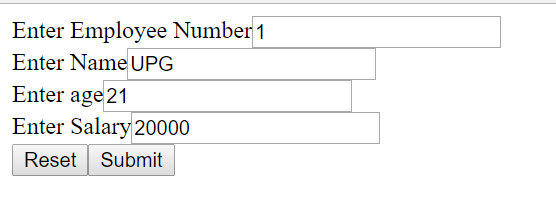 Enter Employee Number 1
Enter Name UPG
Enter age 21
Enter Salary 20000
Reset Submit